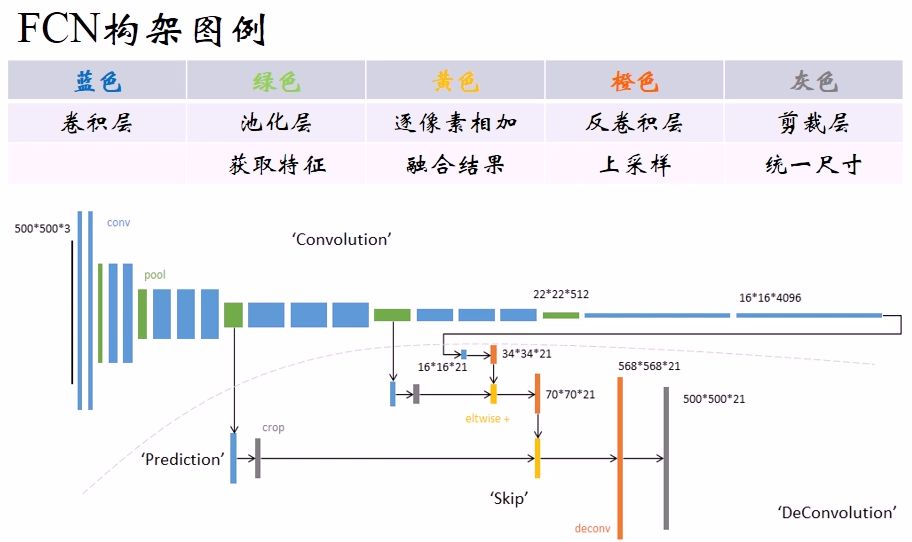 FCN构架图例
蓝色 绿色 黄色 橙色 灰色
卷积层 池化层 逐像素相加 反卷积层 剪裁层
获取特征 融合结果 上采样 统一尺寸
500*500*3
conv
'Convolution'
pool
22*22*512
16*16*4096
34*34*21
16*16*21
568*568*21
70*70*21
500*500*21
eltwise +
crop
'Prediction'
'Skip'
deconv
'DeConvolution'